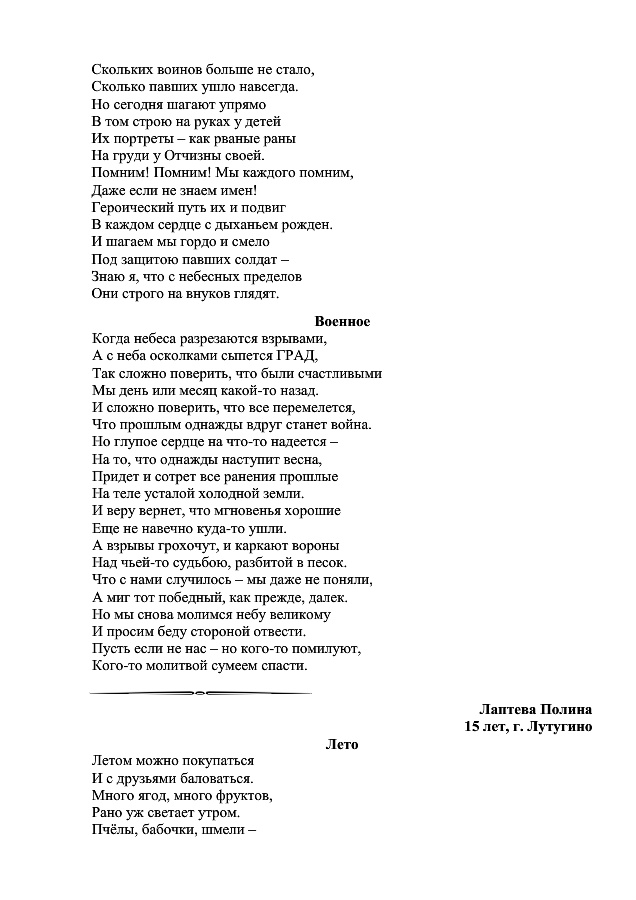 Скольких воинов больше не стало,
Сколько павших ушло навсегда.
Но сегодня шагают упрямо
В том строю на руках у детей
Их портреты – как рваные раны
На груди у Отчизны своей.
Помним! Помним! Мы каждого помним,
Даже если не знаем имен!
Героический путь их и подвиг
В каждом сердце с дыханьем рожден.
И шагаем мы гордо и смело
Под защитою павших солдат –
Знаю я, что с небесных пределов
Они строго на внуков глядят.
Военное
Когда небеса разрезаются взрывами,
А с неба осколками сыпется ГРАД,
Так сложно поверить, что были счастливыми
Мы день или месяц какой-то назад.
И сложно поверить, что все перемелется,
Что прошлым однажды вдруг станет война.
Но глупое сердце на что-то надеется –
На то, что однажды наступит весна,
Придет и сотрет все ранения прошлые
На теле усталой холодной земли.
И веру вернет, что мгновенья хорошие
Еще не навечно куда-то ушли.
А взрывы грохочут, и каркают вороны
Над чьей-то судьбою, разбитой в песок.
Что с нами случилось – мы даже не поняли,
А миг тот победный, как прежде, далек.
Но мы снова молимся небу великому
И просим беду стороной отвести.
Пусть если не нас – но кого-то помилуют,
Кого-то молитвой сумеем спасти.
Лаптева Полина
15 лет, г. Лутугино
Лето
Летом можно покупаться
И с друзьями баловаться.
Много ягод, много фруктов,
Рано уж светает утром.
Пчёлы, бабочки, шмели –